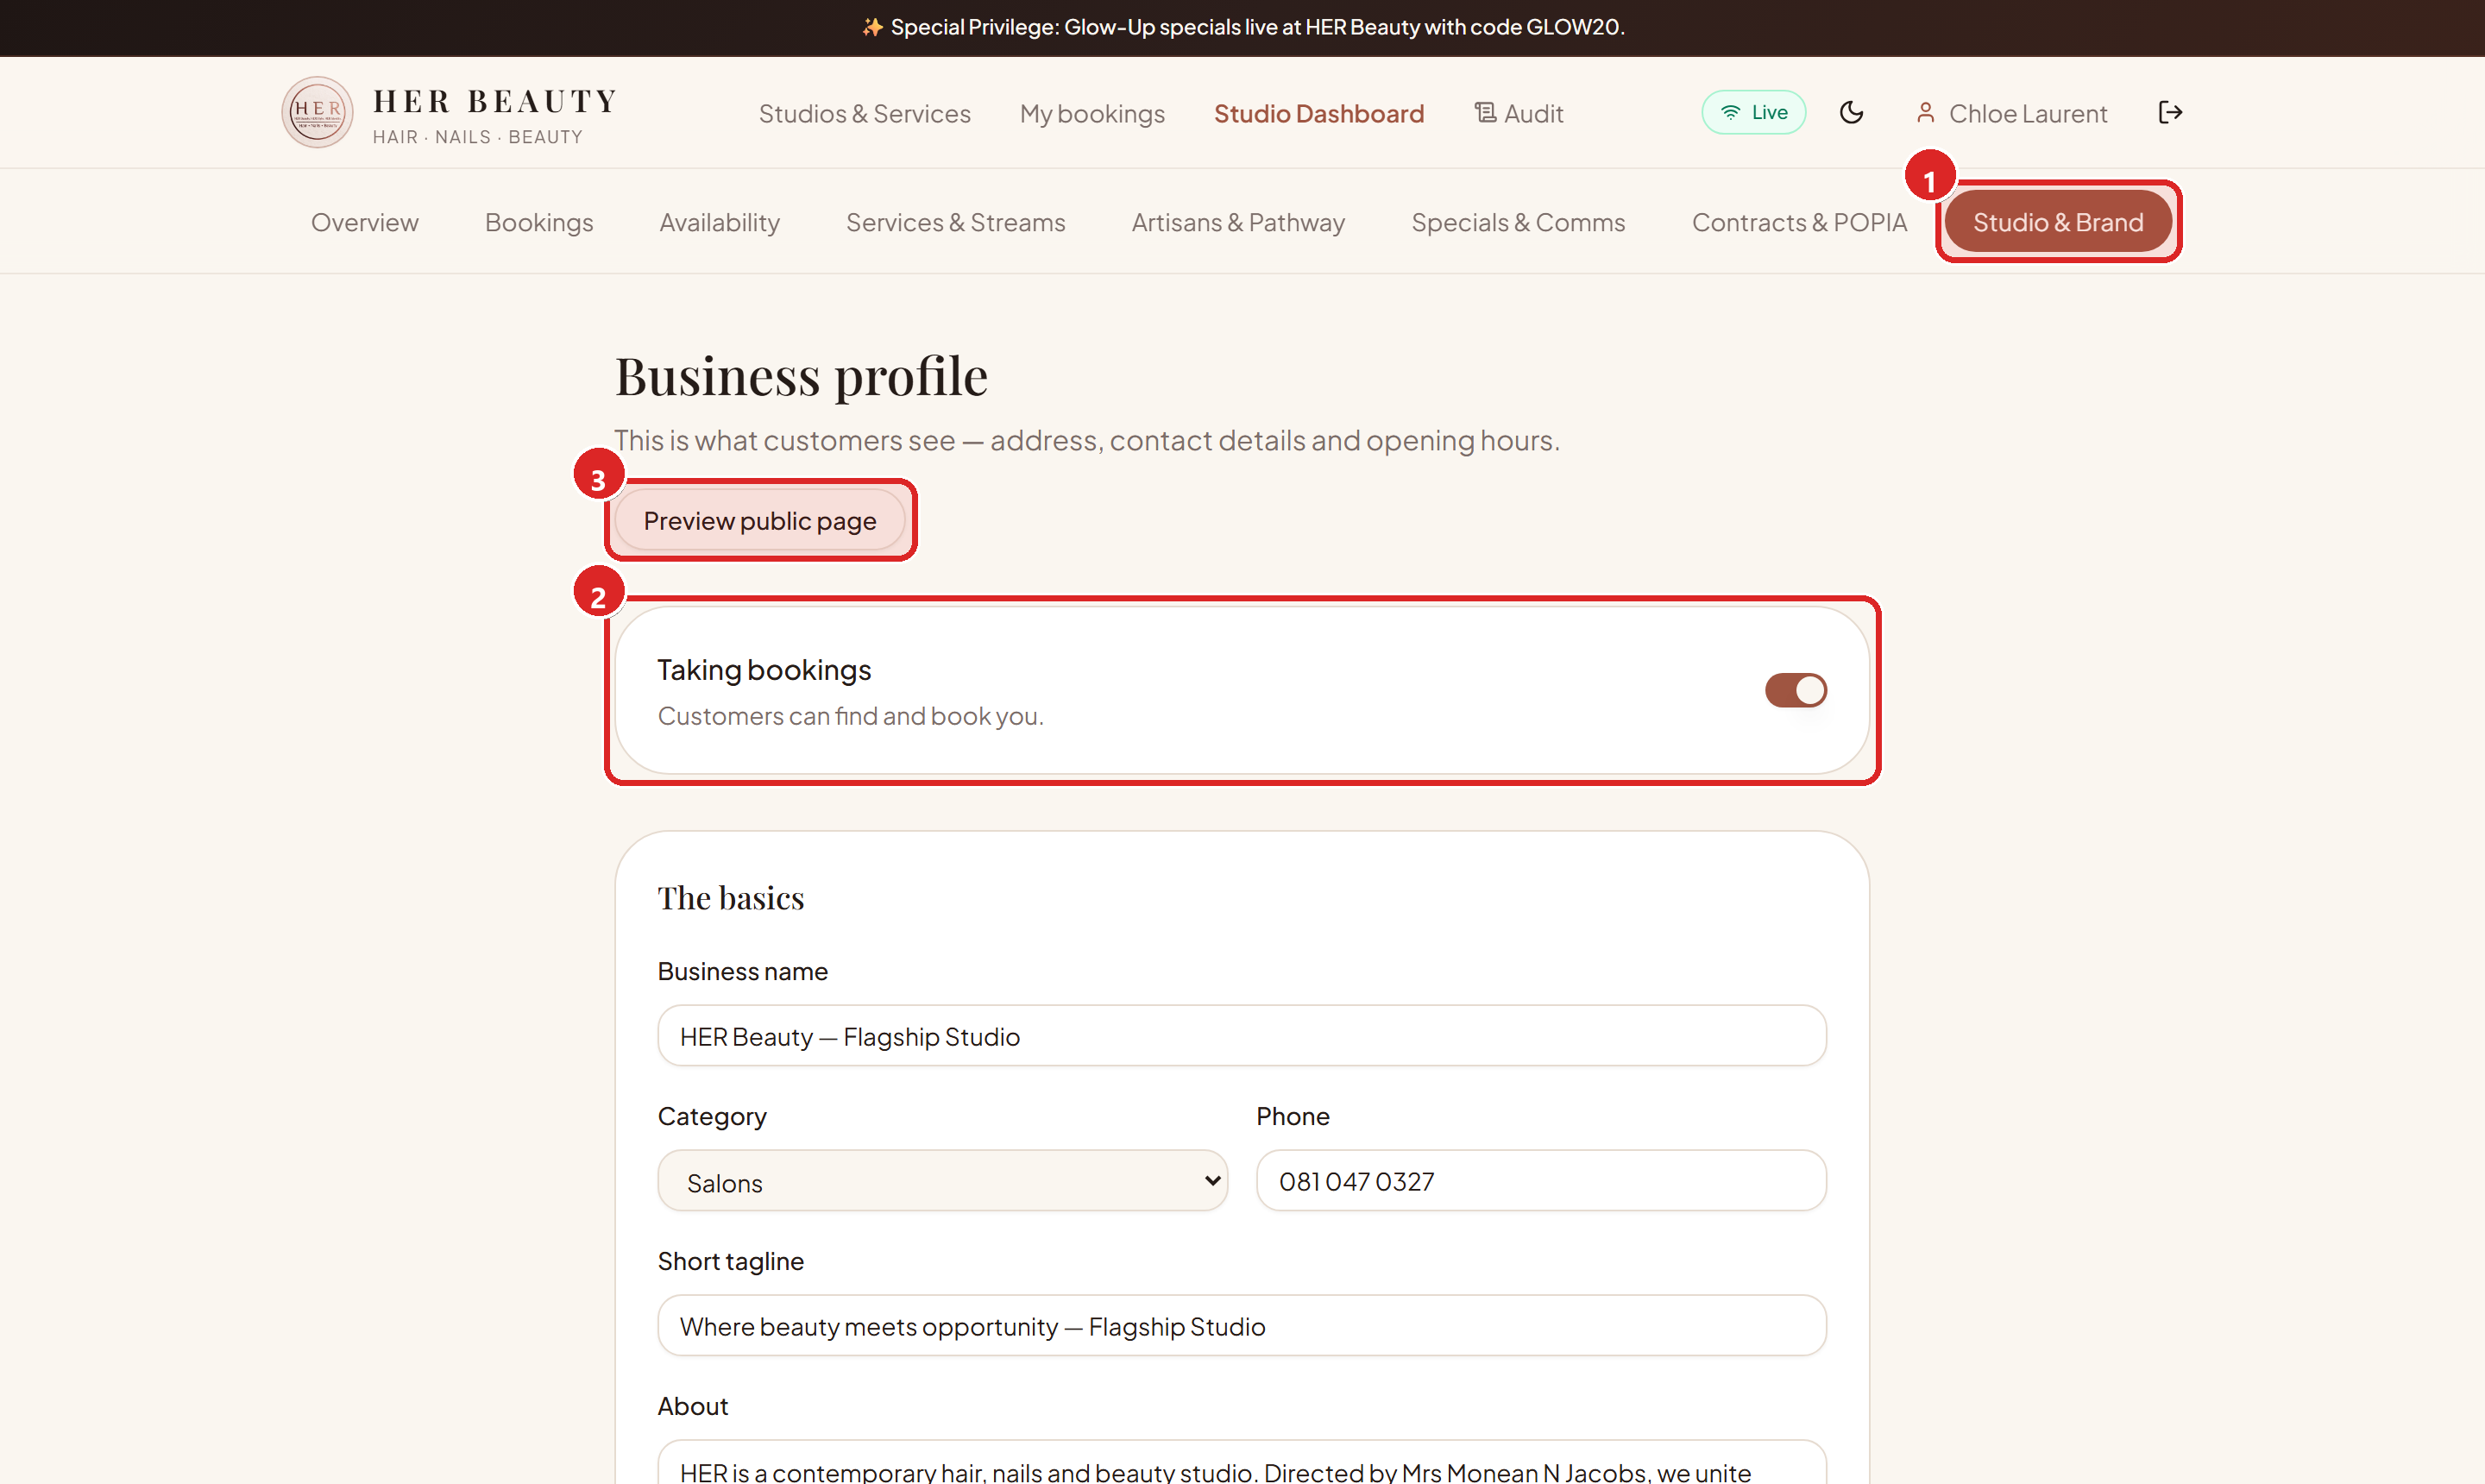 ✨ Special Privilege: Glow-Up specials live at HER Beauty with code GLOW20.
HER
HER BEAUTY
HAIR · NAILS · BEAUTY
Studios & Services
My bookings
Studio Dashboard
Audit
Live
Chloe Laurent
1
Overview
Bookings
Availability
Services & Streams
Artisans & Pathway
Specials & Comms
Contracts & POPIA
Studio & Brand
Business profile
This is what customers see — address, contact details and opening hours.
3
Preview public page
2
Taking bookings
Customers can find and book you.
The basics
Business name
HER Beauty — Flagship Studio
Category
Phone
Salons
081 047 0327
Short tagline
Where beauty meets opportunity — Flagship Studio
About
HER is a contemporary hair, nails and beauty studio. Directed by Mrs Monean N Jacobs, we unite